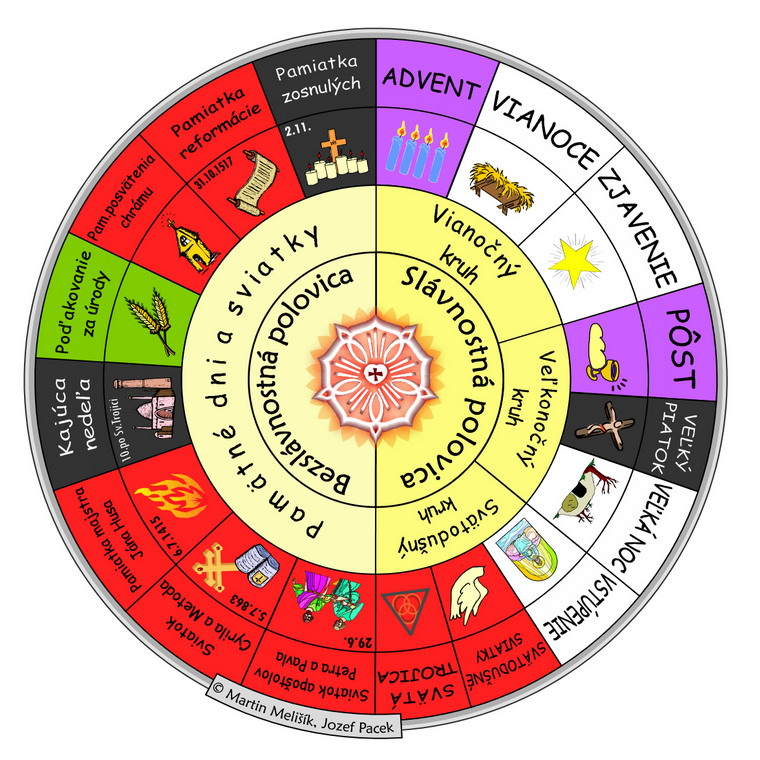 ADVENT
VIANOCE
ZJAVENIE
PÔST
VEĽKÝ
PIATOK
VEĽKÁ NOC
VSTÚPENIE
SVÄTODUŠNÉ
SVIATKY
SVÄTÁ
TROJICA
Sviatok apoštolov
Petra a Pavla
29.6.
Sviatok
Cyrila a Metoda
5.7.863
Pamiatka majstra
Jána Husa
6.7.1415
Kajúca
nedeľa
10.po Sv.Trojici
Poďakovanie
za úrody
Pam.posvätenia
chrámu
Pamiatka
reformácie
31.10.1517
Pamiatka
zosnulých
2.11.
Vianočný
kruh
Veľkonočný
kruh
Svätodušný
kruh
Pamätné dni a sviatky
Slávnostná polovica
Bezslávnostná polovica
© Martin Melišík, Jozef Pacek